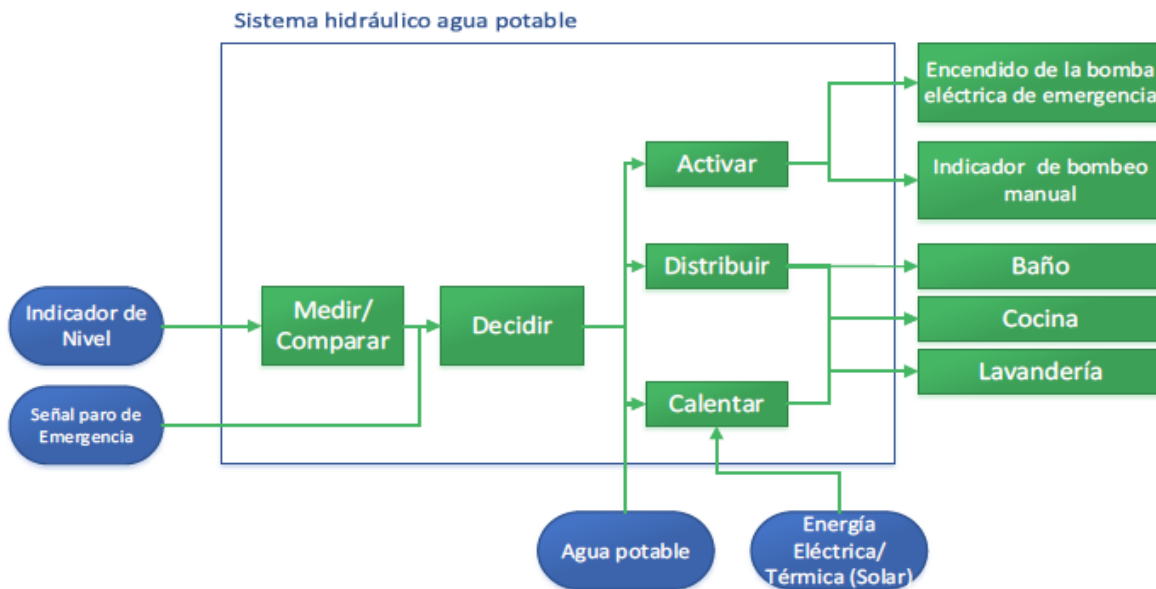 Sistema hidráulico agua potable
Encendido de la bomba
eléctrica de emergencia
Activar
Indicador de bombeo
manual
Distribuir
Baño
Indicador de
Nivel
Medir/
Comparar
Decidir
Cocina
Lavandería
Señal paro de
Emergencia
Calentar
Agua potable
Energía
Eléctrica/
Térmica (Solar)